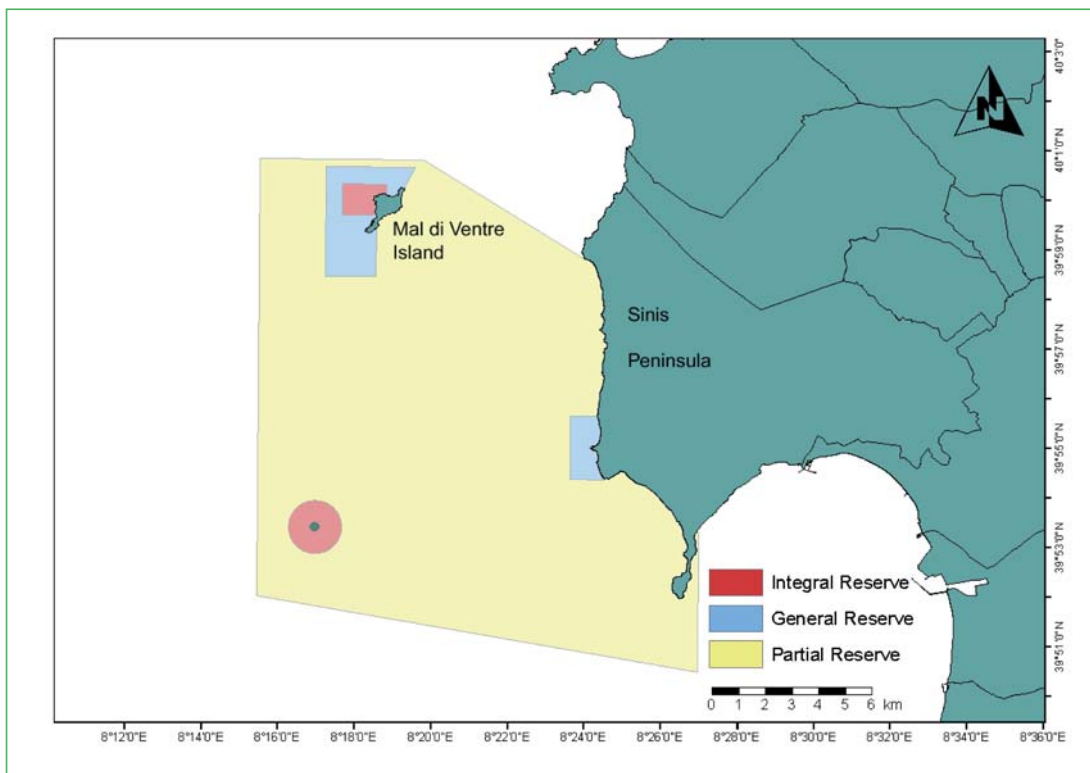 N
Mal di Ventre
Island
Sinis
Peninsula
Integral Reserve
General Reserve
Partial Reserve
0 1 2 3 4 5 6 km
40°3'0"
40°1'0"N
39°59'0"N
39°57'0"N
39°55'0"N
39°53'0"N
39°51'0"N
8°12'0"E 8°14'0"E 8°16'0"E 8°18'0"E 8°20'0"E 8°22'0"E 8°24'0"E 8°26'0"E 8°28'0"E 8°30'0"E 8°32'0"E 8°34'0"E 8°36'0"E